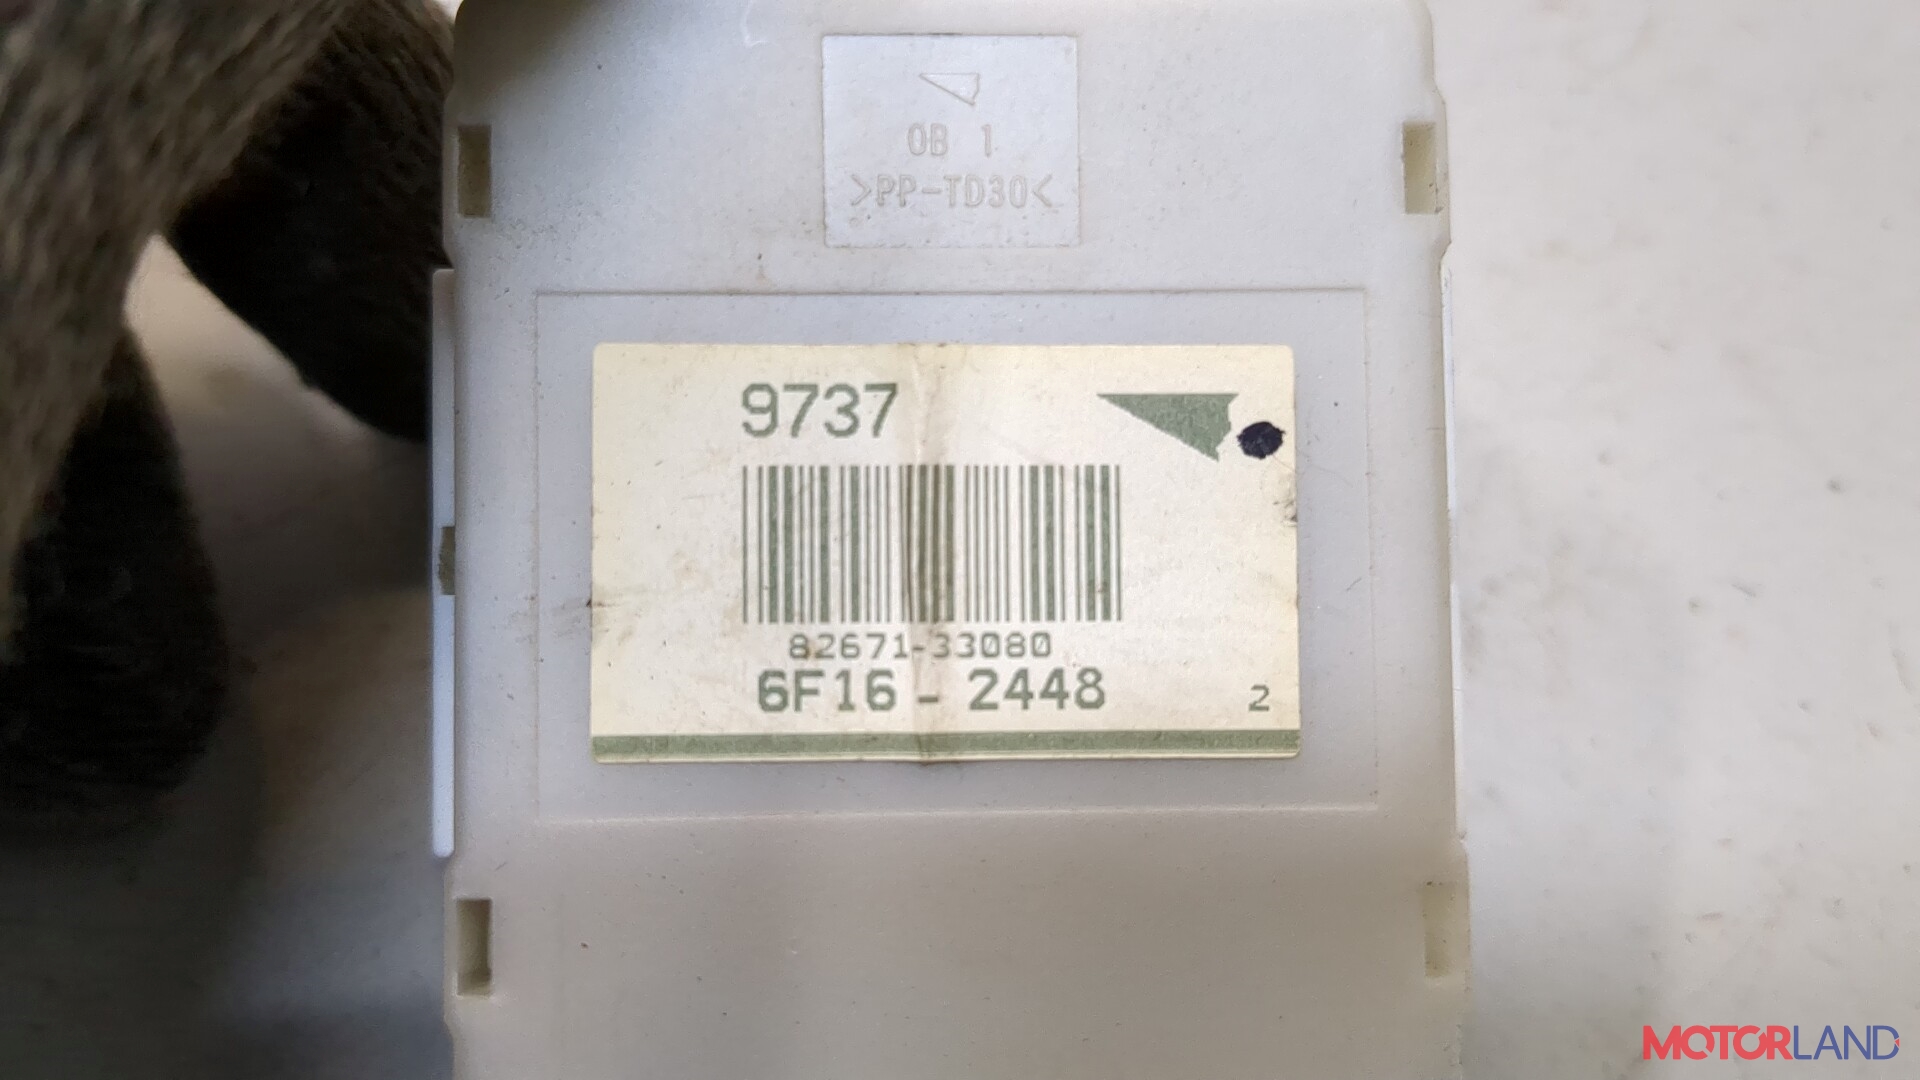 0B 1
>PP-TD30<
9737
82671-33080
6F16-2448
2
MOTORLAND